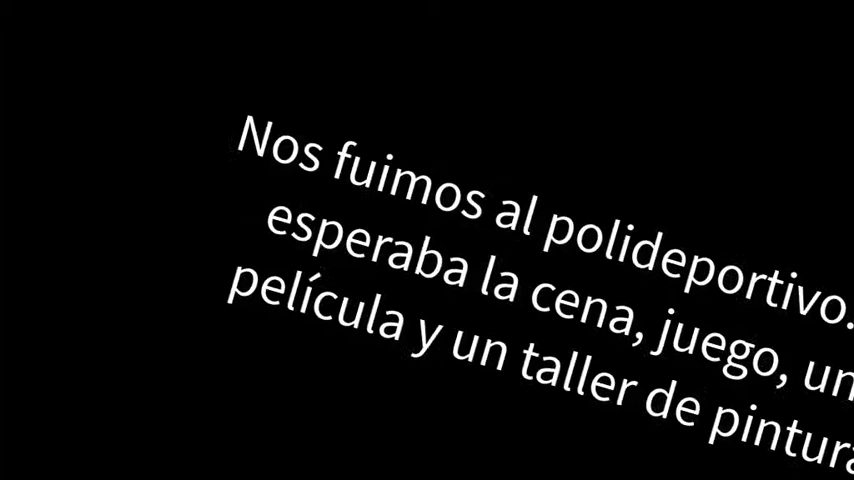 Nos fuimos al polideportivo.
esperaba la cena, juego, un
película y un taller de pintura